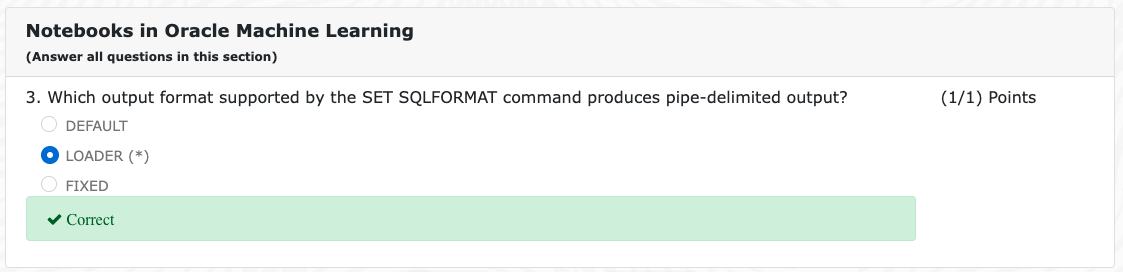 Notebooks in Oracle Machine Learning
(Answer all questions in this section)
3. Which output format supported by the SET SQLFORMAT command produces pipe-delimited output? (1/1) Points
DEFAULT
LOADER (*)
FIXED
Correct